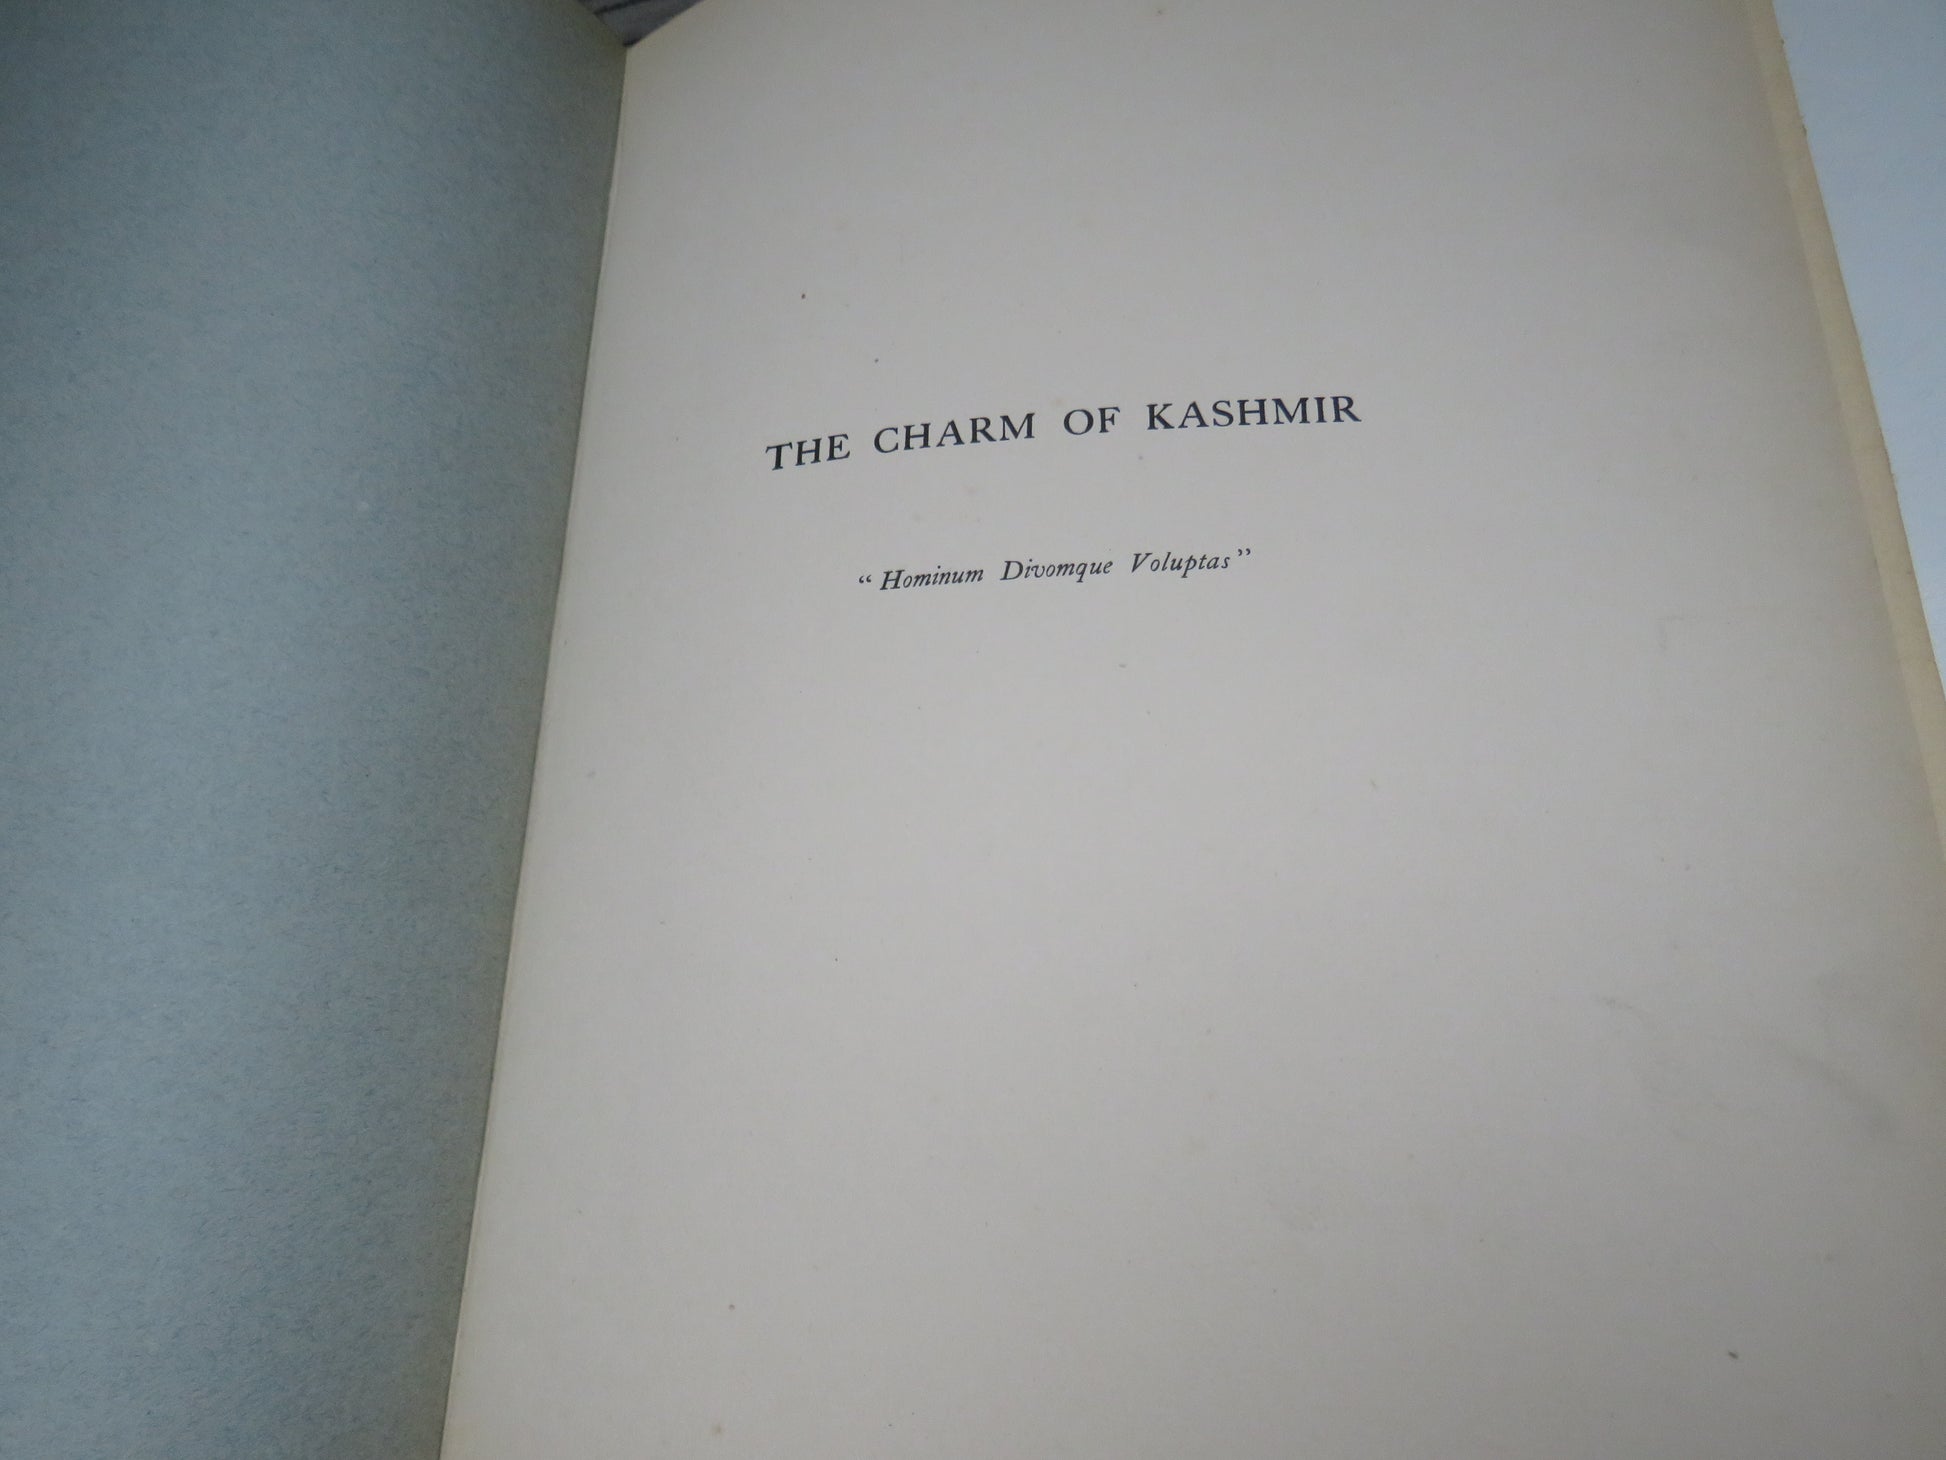 THE CHARM OF KASHMIR
“Hominum Divomque Voluptas”